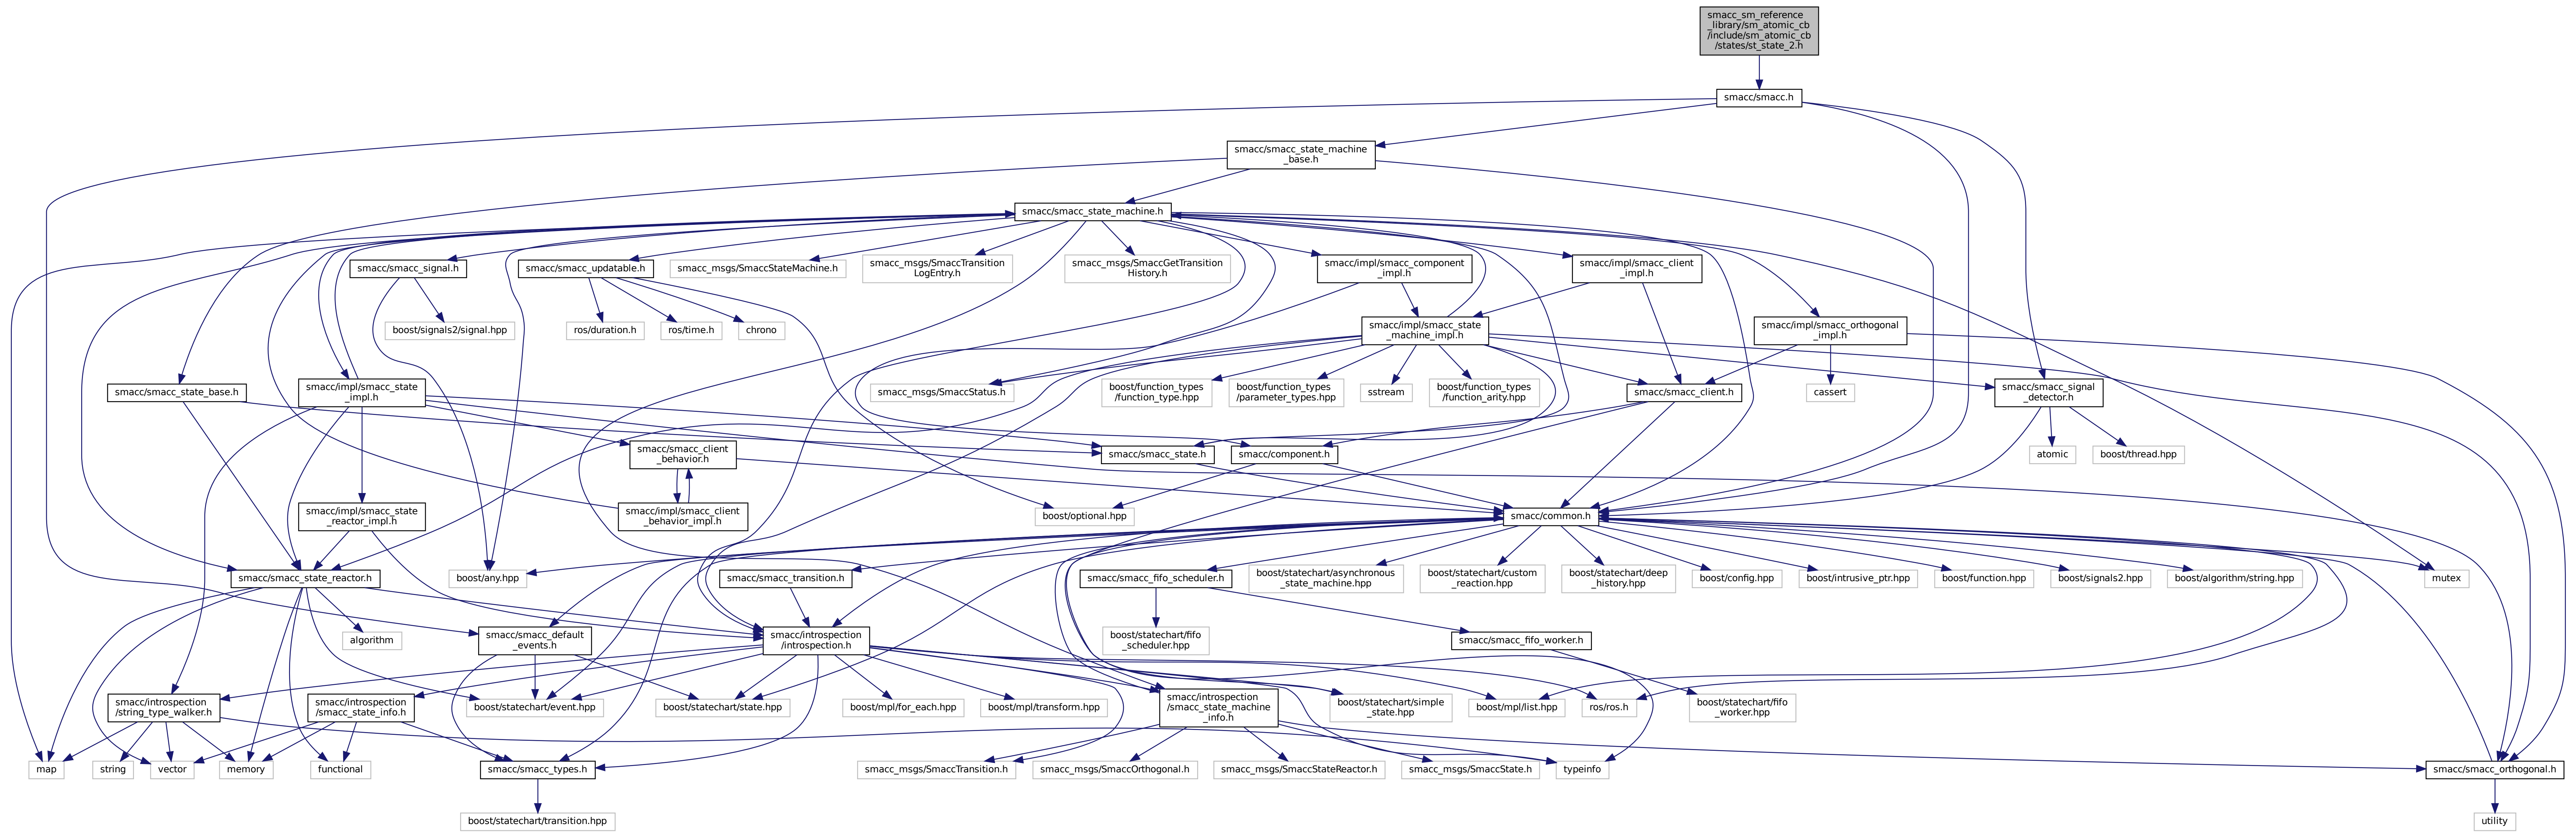 smacc_sm_reference
_library/sm_atomic_cb
/include/sm_atomic_cb
/states/st_state_2.h
smacc/smacc.h
smacc/smacc_state_machine
_base.h
smacc/smacc_state_machine.h
smacc/smacc_signal.h
smacc/smacc_updatable.h
smacc_msgs/SmaccStateMachine.h
smacc_msgs/SmaccTransition
LogEntry.h
smacc_msgs/SmaccGetTransition
History.h
smacc/impl/smacc_component
_impl.h
smacc/impl/smacc_client
_impl.h
boost/signals2/signal.hpp
ros/duration.h
ros/time.h
chrono
smacc/impl/smacc_state
_machine_impl.h
smacc/impl/smacc_orthogonal
_impl.h
smacc/smacc_state_base.h
smacc/impl/smacc_state
_impl.h
smacc_msgs/SmaccStatus.h
boost/function_types
/function_type.hpp
boost/function_types
/parameter_types.hpp
sstream
boost/function_types
/function_arity.hpp
smacc/smacc_client.h
cassert
smacc/smacc_signal
_detector.h
smacc/smacc_client
_behavior.h
smacc/smacc_state.h
smacc/component.h
atomic
boost/thread.hpp
smacc/impl/smacc_state
_reactor_impl.h
smacc/impl/smacc_client
_behavior_impl.h
boost/optional.hpp
smacc/common.h
smacc/smacc_state_reactor.h
boost/any.hpp
smacc/smacc_transition.h
smacc/smacc_fifo_scheduler.h
boost/statechart/asynchronous
_state_machine.hpp
boost/statechart/custom
_reaction.hpp
boost/statechart/deep
_history.hpp
boost/config.hpp
boost/intrusive_ptr.hpp
boost/function.hpp
boost/signals2.hpp
boost/algorithm/string.hpp
mutex
algorithm
smacc/smacc_default
_events.h
smacc/introspection
/introspection.h
boost/statechart/fifo
_scheduler.hpp
smacc/smacc_fifo_worker.h
smacc/introspection
/string_type_walker.h
smacc/introspection
/smacc_state_info.h
boost/statechart/event.hpp
boost/statechart/state.hpp
boost/mpl/for_each.hpp
boost/mpl/transform.hpp
smacc/introspection
/smacc_state_machine
_info.h
boost/statechart/simple
_state.hpp
boost/mpl/list.hpp
ros/ros.h
boost/statechart/fifo
_worker.hpp
map
string
vector
memory
functional
smacc/smacc_types.h
smacc_msgs/SmaccTransition.h
smacc_msgs/SmaccOrthogonal.h
smacc_msgs/SmaccStateReactor.h
smacc_msgs/SmaccState.h
typeinfo
smacc/smacc_orthogonal.h
boost/statechart/transition.hpp
utility